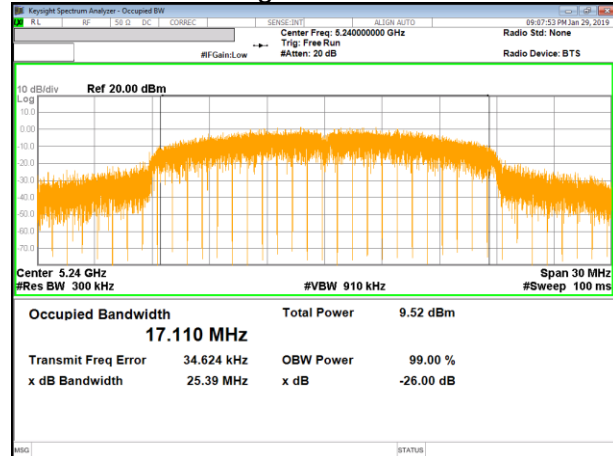 Keysight Spectrum Analyzer - Occupied BW
RL RF 50 Ω DC CORREC SENSE:INT ALIGN AUTO 09:07:53 PM Jan 29, 2019
Center Freq: 5.240000000 GHz Radio Std: None
Trig: Free Run
#IFGain:Low #Atten: 20 dB Radio Device: BTS
10 dB/div Ref 20.00 dBm
Log
10.0
0.00
-10.0
-20.0
-30.0
-40.0
-50.0
-60.0
-70.0
Center 5.24 GHz Span 30 MHz
#Res BW 300 kHz #VBW 910 kHz #Sweep 100 ms
Occupied Bandwidth Total Power 9.52 dBm
17.110 MHz
Transmit Freq Error 34.624 kHz OBW Power 99.00 %
x dB Bandwidth 25.39 MHz x dB -26.00 dB
MSG STATUS